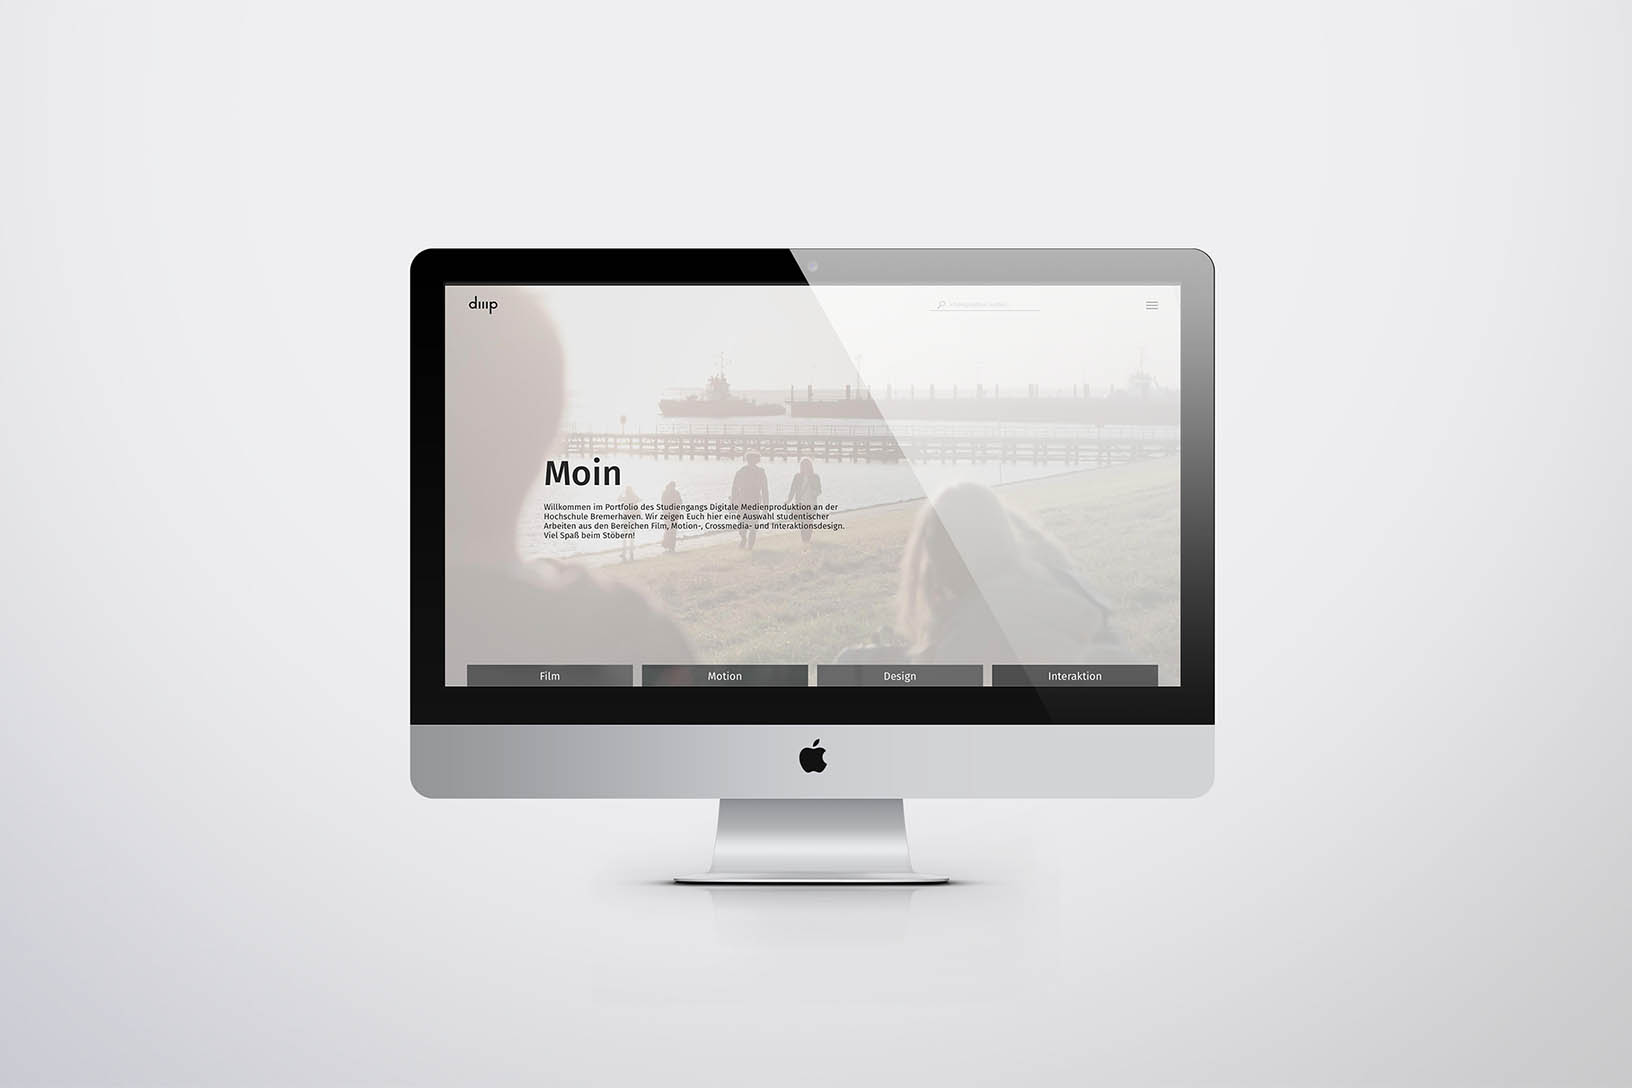 dmp
Moin
Willkommen im Portfolio des Studiengangs Digitale Medienproduktion an der
Hochschule Bremerhaven. Wir zeigen Euch hier eine Auswahl studentischer
Arbeiten aus den Bereichen Film, Motion-, Crossmedia- und Interaktionsdesign.
Viel Spaß beim Stöbern!
Film
Motion
Design
Interaktion